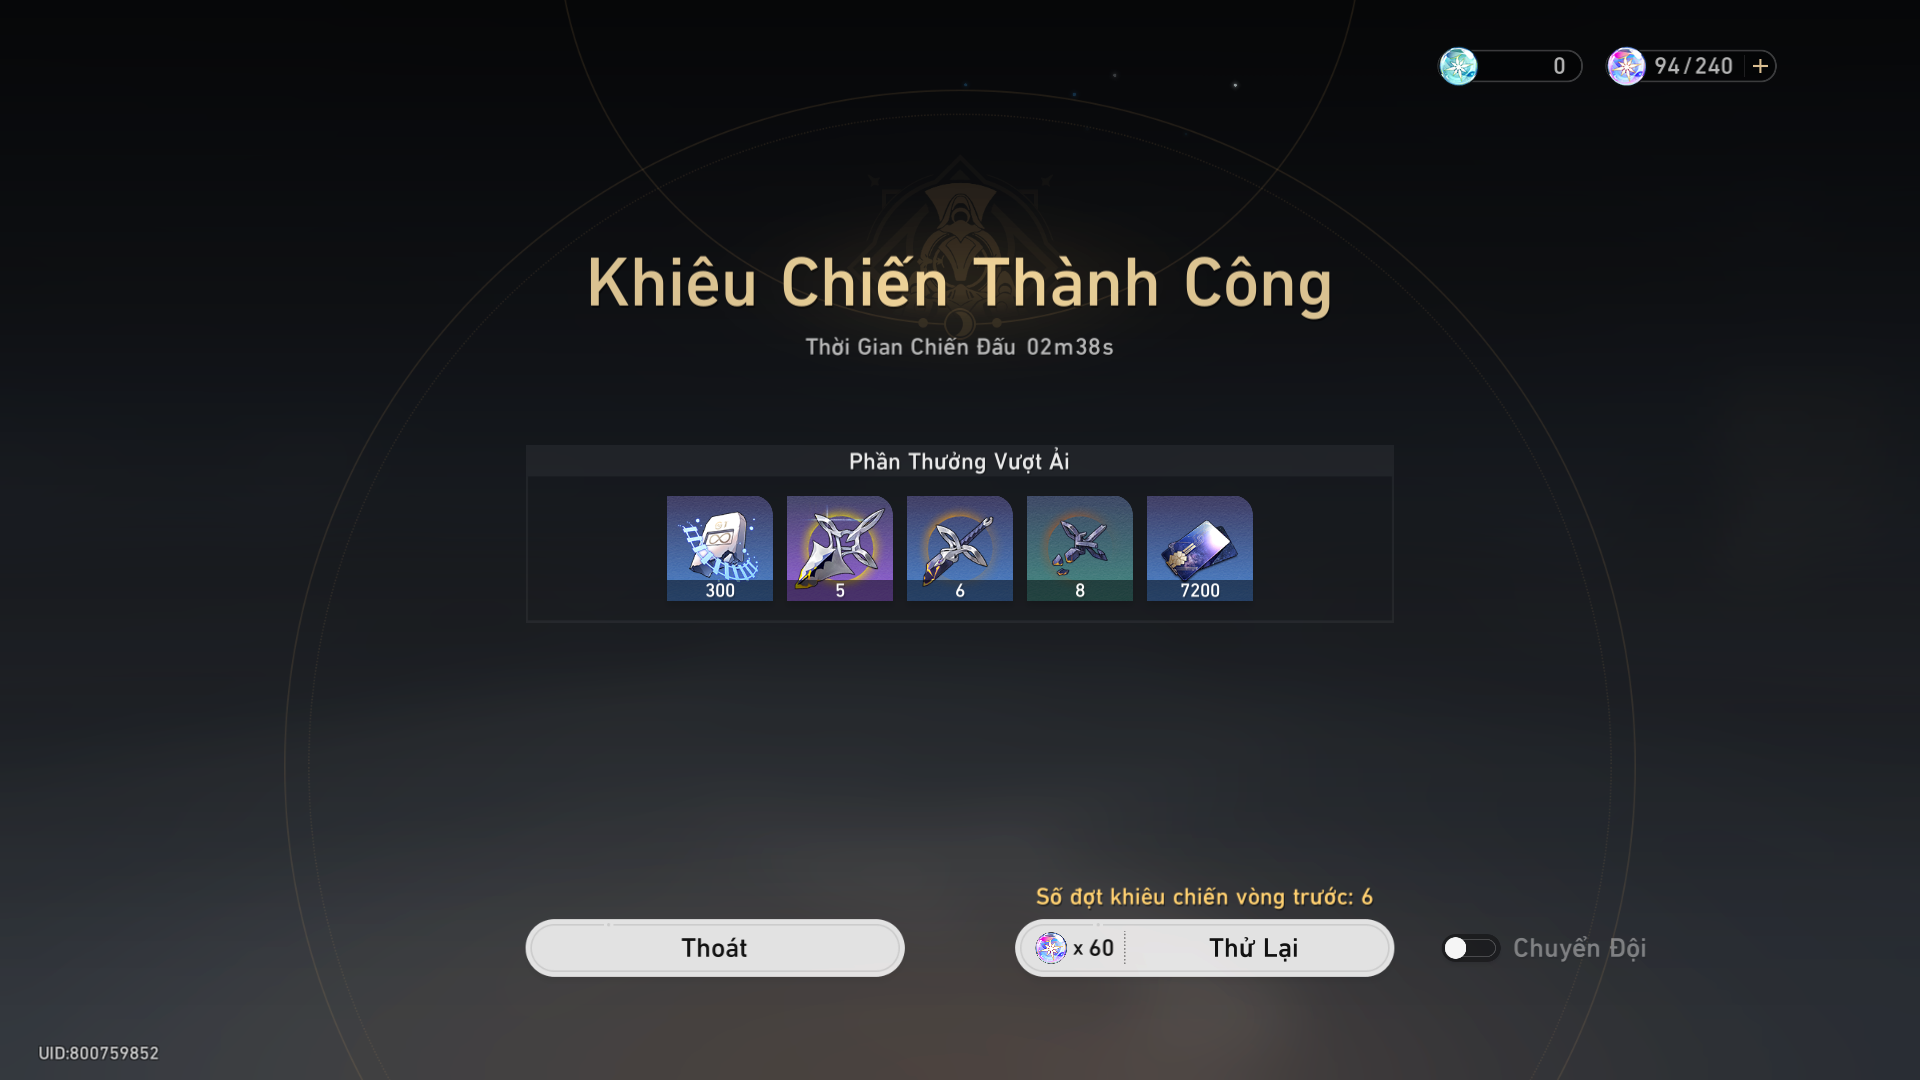 0
94/240 +
Khiêu Chiến Thành Công
Thời Gian Chiến Đấu 02m38s
Phần Thưởng Vượt Ải
300 5 6 8 7200
Số đợt khiêu chiến vòng trước: 6
Thoát
x 60 Thử Lại
Chuyển Đội
UID:800759852